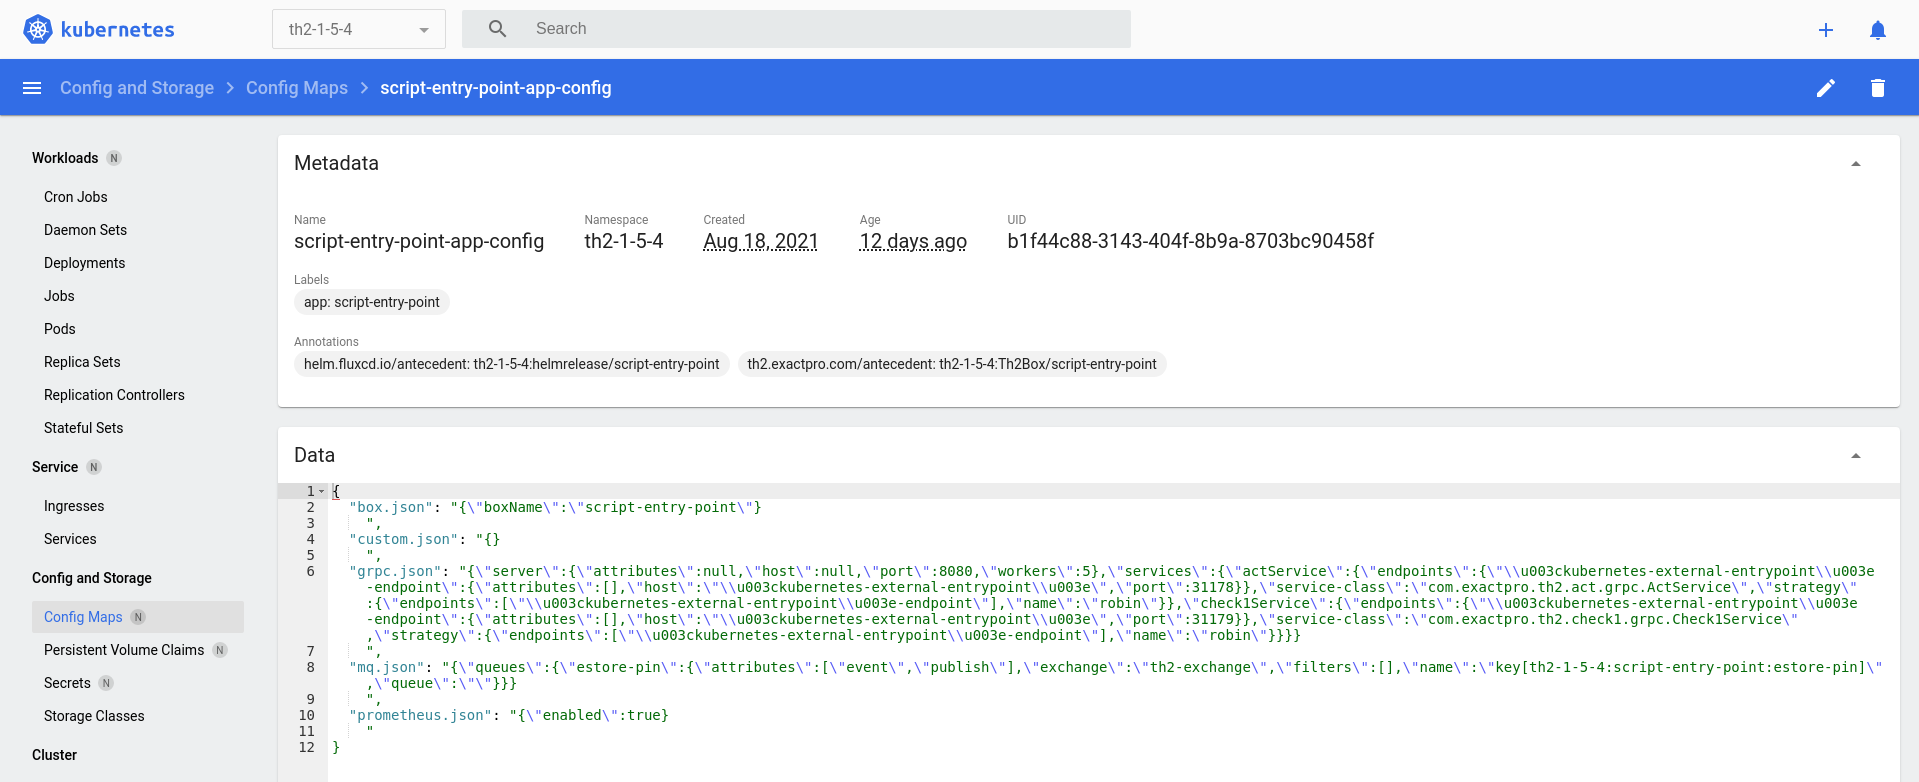 kubernetes
th2-1-5-4
Search
Config and Storage > Config Maps > script-entry-point-app-config
Workloads N
Cron Jobs
Daemon Sets
Deployments
Jobs
Pods
Replica Sets
Replication Controllers
Stateful Sets
Service N
Ingresses
Services
Config and Storage
Config Maps N
Persistent Volume Claims N
Secrets N
Storage Classes
Cluster
Metadata
Name Namespace Created Age UID
script-entry-point-app-config th2-1-5-4 Aug 18, 2021 12 days ago b1f44c88-3143-404f-8b9a-8703bc90458f
Labels
app: script-entry-point
Annotations
helm.fluxcd.io/antecedent: th2-1-5-4:helmrelease/script-entry-point th2.exactpro.com/antecedent: th2-1-5-4:Th2Box/script-entry-point
Data
1 {
2 "box.json": "{\"boxName\":\"script-entry-point\"}
3 ",
4 "custom.json": "{}
5 ",
6 "grpc.json": "{\"server\":{\"attributes\":null,\"host\":null,\"port\":8080,\"workers\":5},\"services\":{\"actService\":{\"endpoints\":{\"\\u003ckubernetes-external-entrypoint\\u003e
-endpoint\":{\"attributes\":[],\"host\":\"\\u003ckubernetes-external-entrypoint\\u003e\",\"port\":31178}},\"service-class\":\"com.exactpro.th2.act.grpc.ActService\",\"strategy\"
:{\"endpoints\":[\"\\u003ckubernetes-external-entrypoint\\u003e-endpoint\"],\"name\":\"robin\"}},\"check1Service\":{\"endpoints\":{\"\\u003ckubernetes-external-entrypoint\\u003e
-endpoint\":{\"attributes\":[],\"host\":\"\\u003ckubernetes-external-entrypoint\\u003e\",\"port\":31179}},\"service-class\":\"com.exactpro.th2.check1.grpc.Check1Service\"
,\"strategy\":{\"endpoints\":[\"\\u003ckubernetes-external-entrypoint\\u003e-endpoint\"],\"name\":\"robin\"}}}}
7 ",
8 "mq.json": "{\"queues\":{\"estore-pin\":{\"attributes\":[\"event\",\"publish\"],\"exchange\":\"th2-exchange\",\"filters\":[],\"name\":\"key[th2-1-5-4:script-entry-point:estore-pin]\"
,\"queue\":\"\"}}}
9 ",
10 "prometheus.json": "{\"enabled\":true}
11 "
12 }